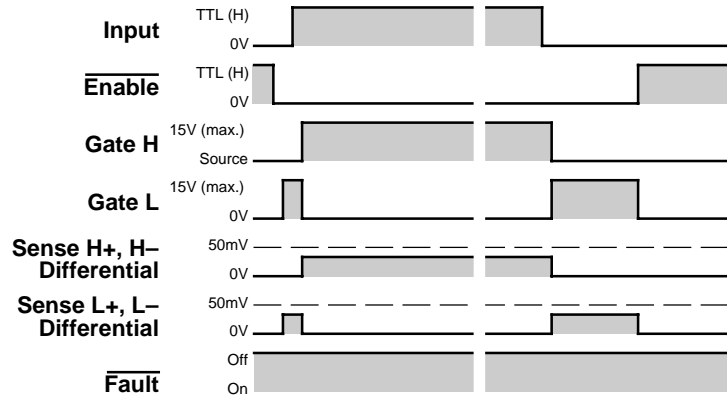 Input
TTL (H)
0V
Enable
TTL (H)
0V
Gate H
15V (max.)
Source
Gate L
15V (max.)
0V
Sense H+, H–
Differential
50mV
0V
Sense L+, L–
Differential
50mV
0V
Fault
Off
On